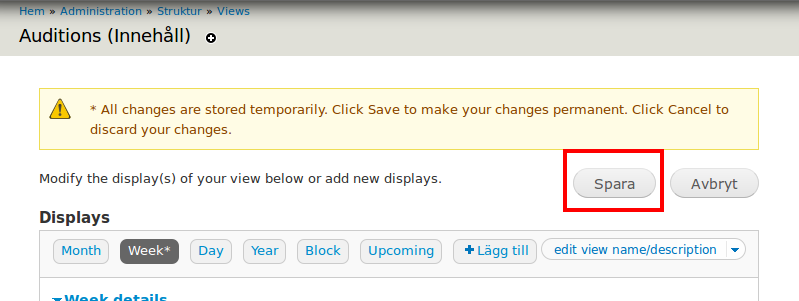 Hem » Administration » Struktur » Views
Auditions (Innehåll)
* All changes are stored temporarily. Click Save to make your changes permanent. Click Cancel to
discard your changes.
Modify the display(s) of your view below or add new displays. Spara Avbryt
Displays
Month Week* Day Year Block Upcoming Lägg till edit view name/description
Week details